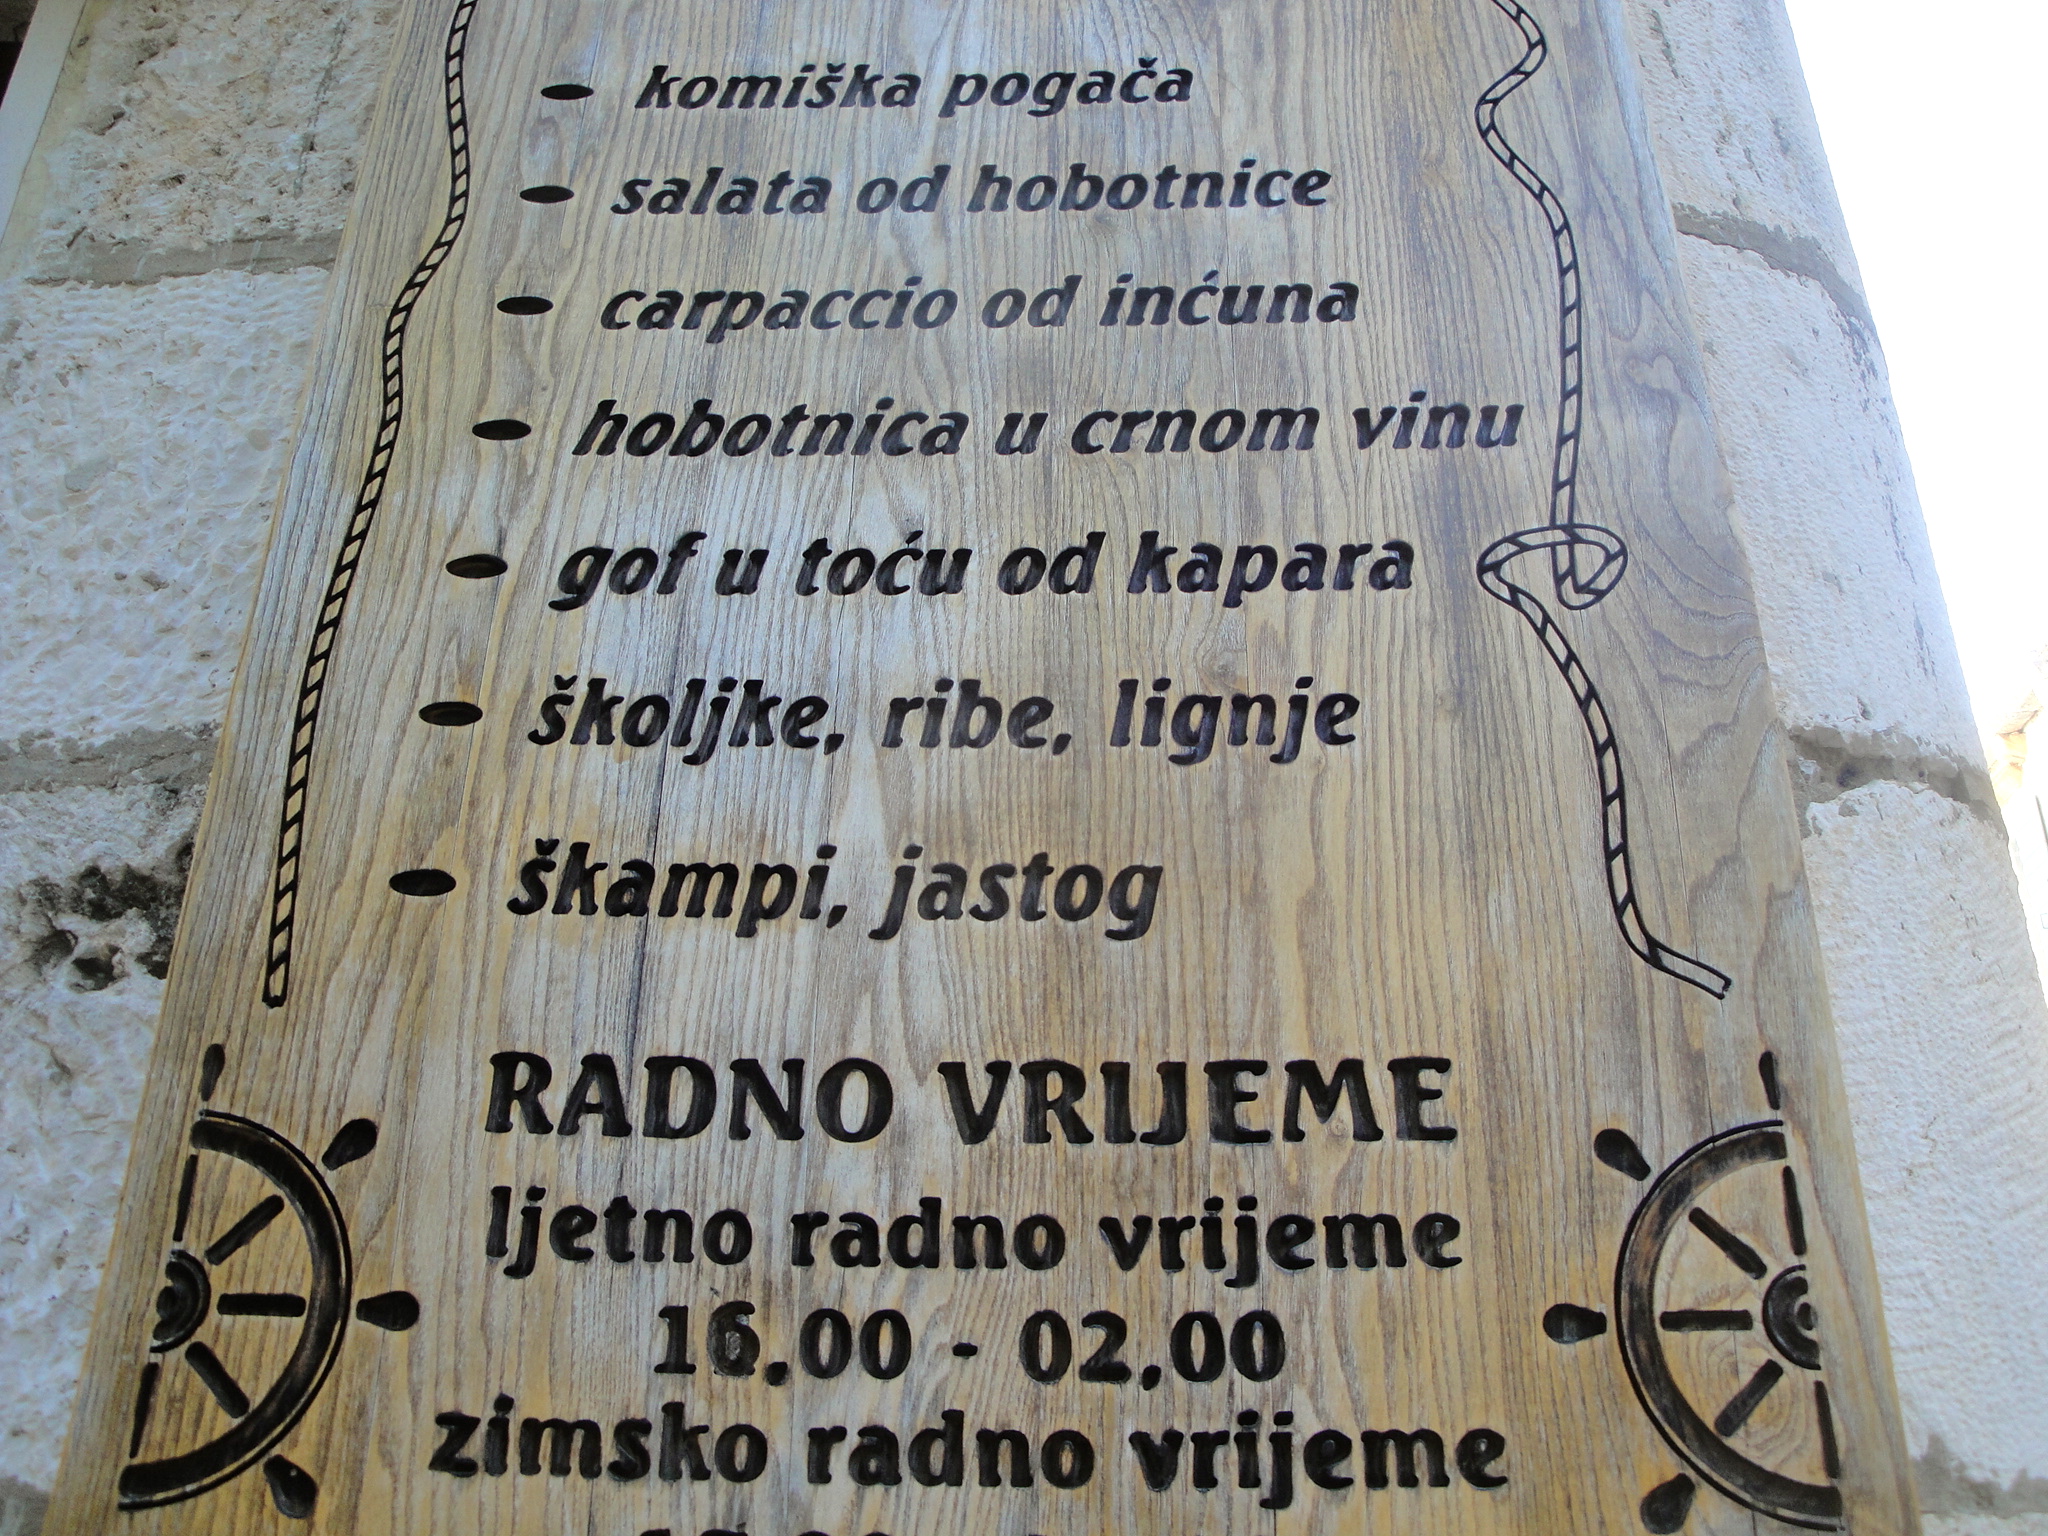 - komiška pogača
- salata od hobotnice
- carpaccio od inćuna
- hobotnica u crnom vinu
- gof u toću od kapara
- školjke, ribe, lignje
- škampi, jastog
RADNO VRIJEME
ljetno radno vrijeme
16.00 - 02.00
zimsko radno vrijeme